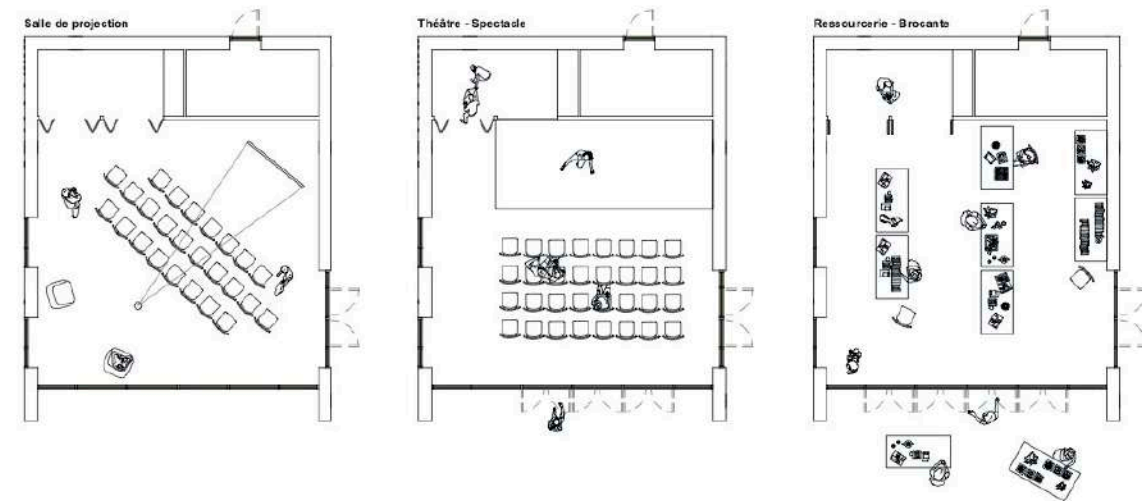 Salle de projection
Théâtre - Spectacle
Ressourcerie - Brocante